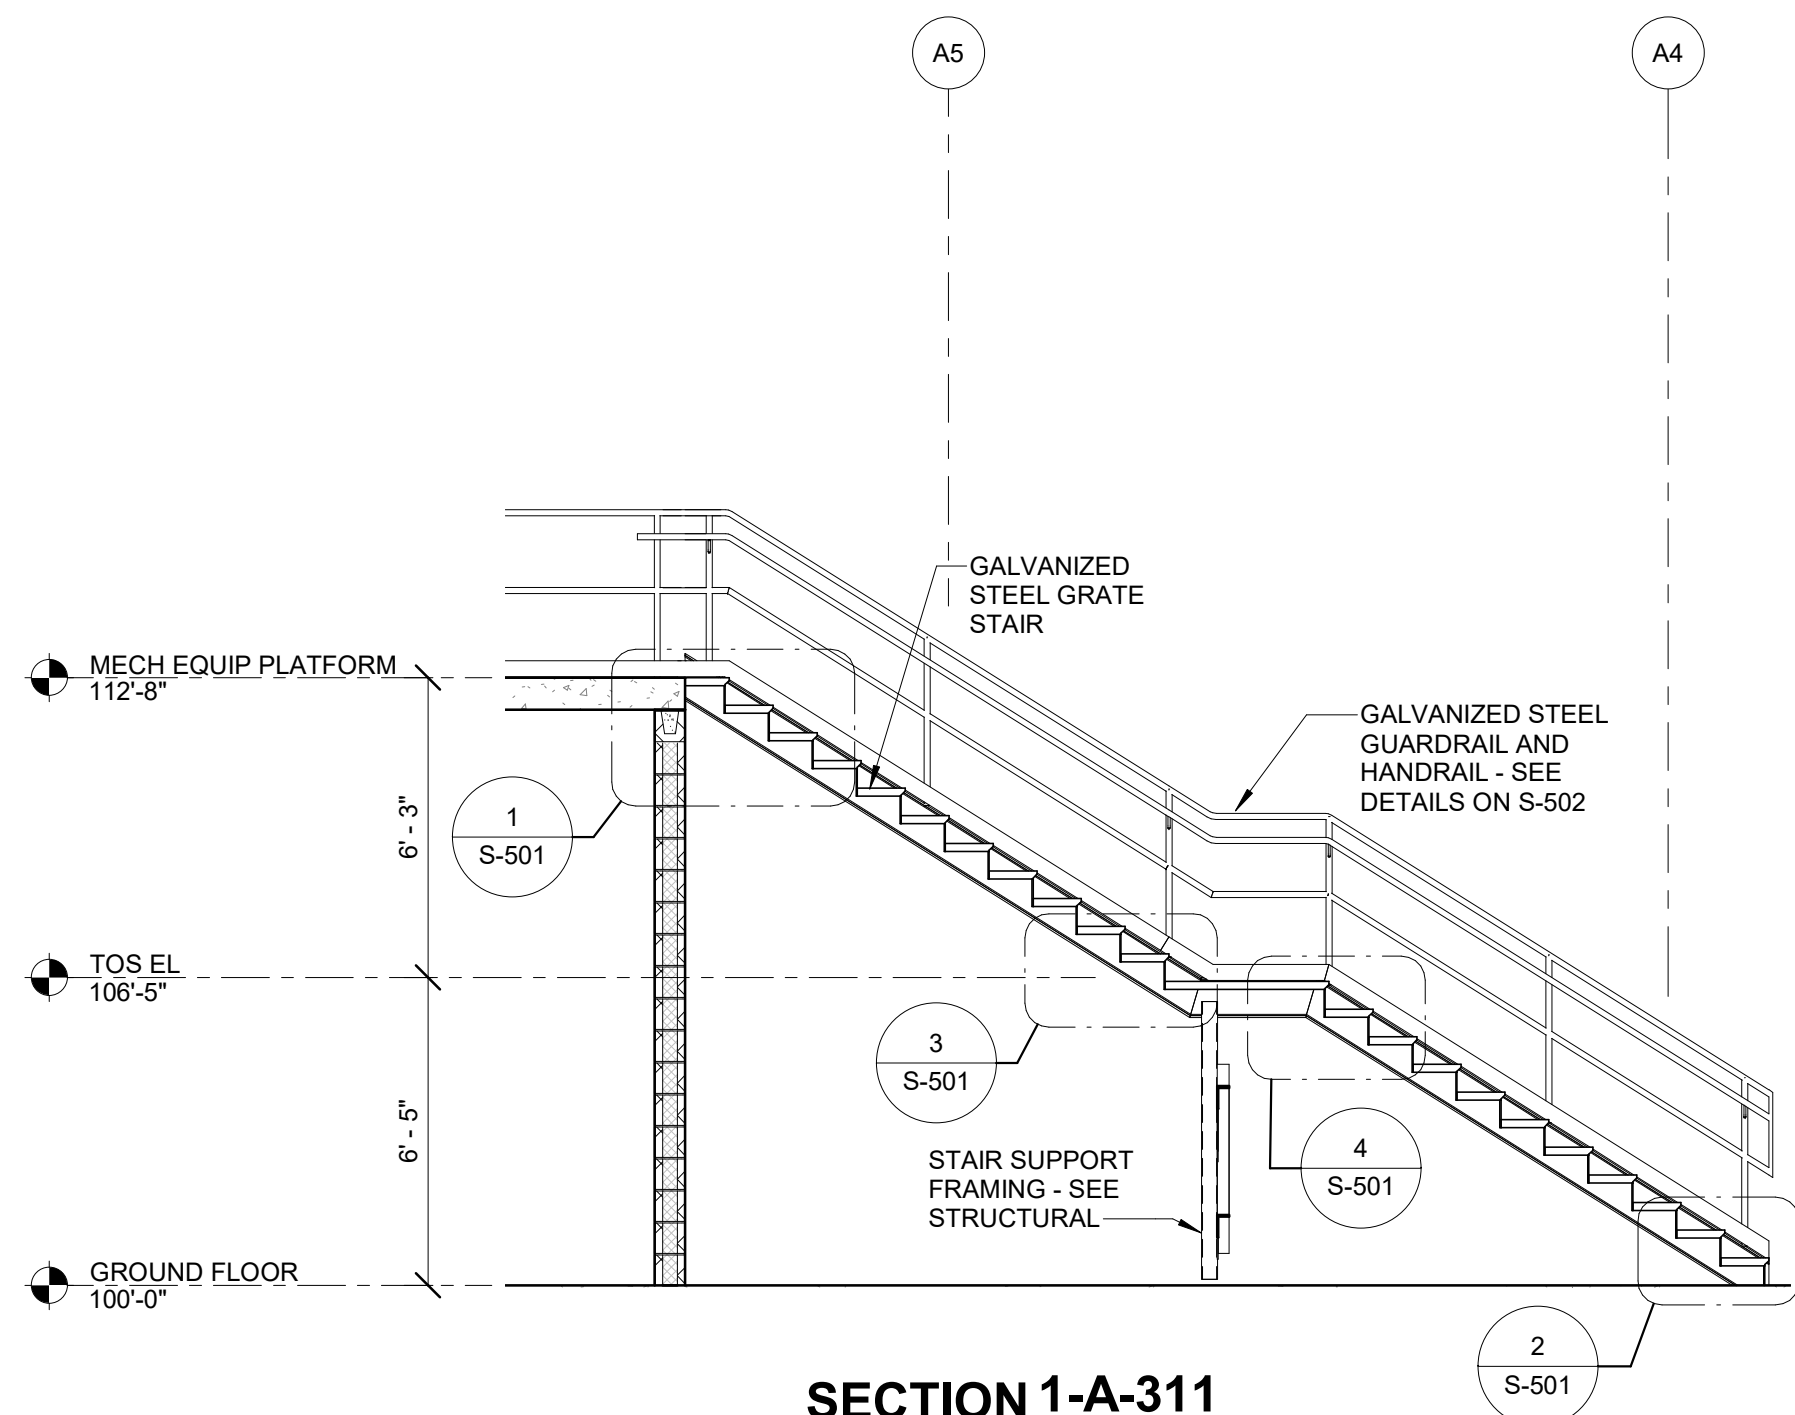 A5
A4
GALVANIZED
STEEL GRATE
STAIR
MECH EQUIP PLATFORM
112'-8"
GALVANIZED STEEL
GUARDRAIL AND
HANDRAIL - SEE
DETAILS ON S-502
6' - 3"
1
S-501
TOS EL
106'-5"
3
S-501
6' - 5"
STAIR SUPPORT
FRAMING - SEE
STRUCTURAL
4
S-501
GROUND FLOOR
100'-0"
2
S-501
SECTION 1-A-311